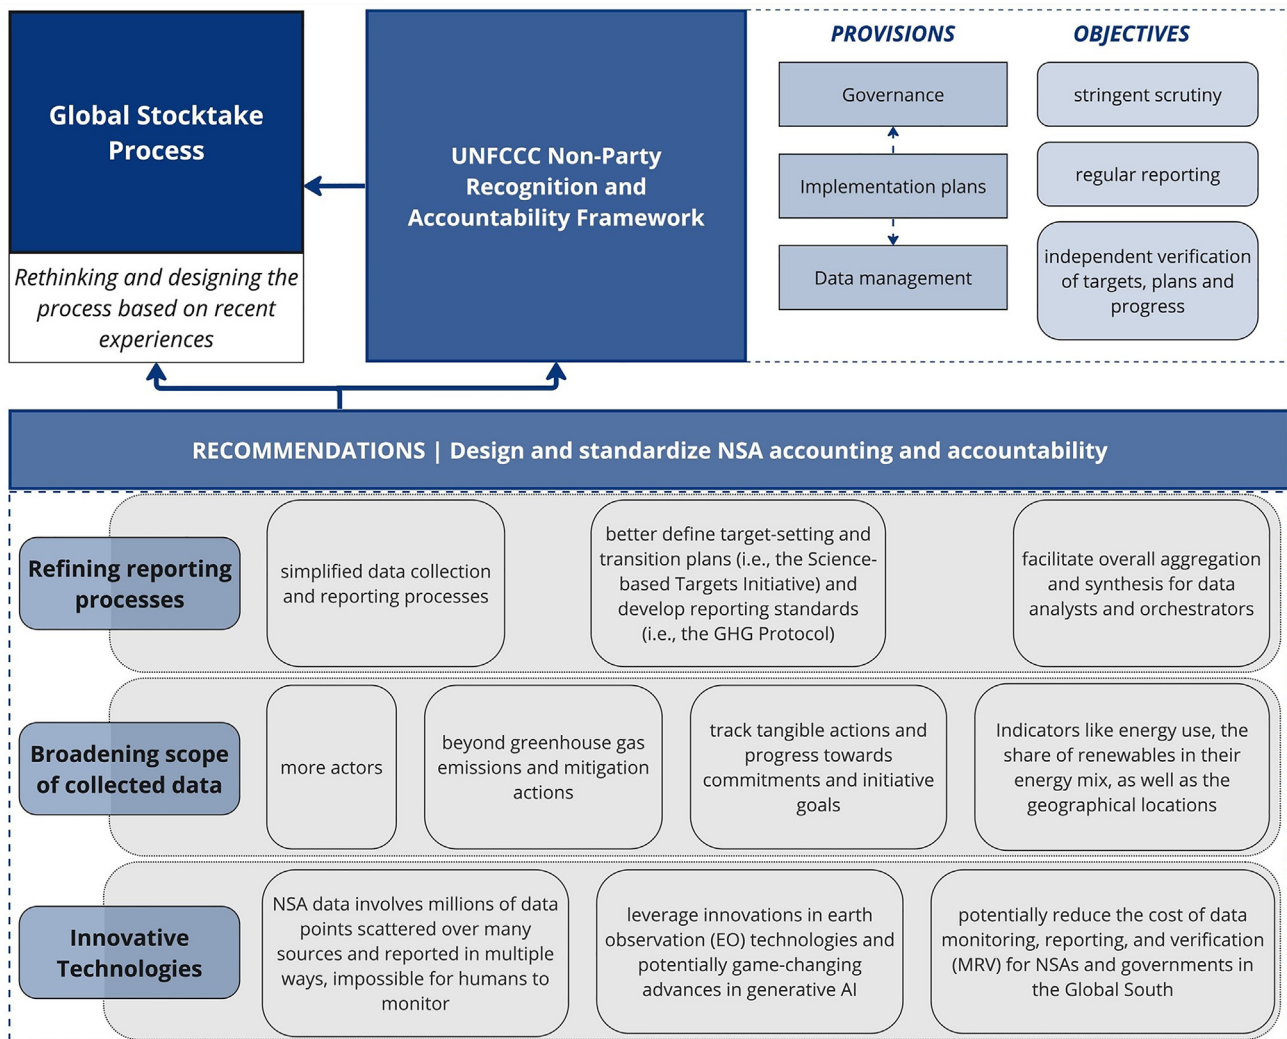 Global Stocktake
Process
Rethinking and designing the
process based on recent
experiences
UNFCCC Non-Party
Recognition and
Accountability Framework
PROVISIONS
Governance
Implementation plans
Data management
OBJECTIVES
stringent scrutiny
regular reporting
independent verification
of targets, plans and
progress
RECOMMENDATIONS | Design and standardize NSA accounting and accountability
Refining reporting
processes
simplified data collection
and reporting processes
better define target-setting and
transition plans (i.e., the Science-
based Targets Initiative) and
develop reporting standards
(i.e., the GHG Protocol)
facilitate overall aggregation
and synthesis for data
analysts and orchestrators
Broadening scope
of collected data
more actors
beyond greenhouse gas
emissions and mitigation
actions
track tangible actions and
progress towards
commitments and initiative
goals
Indicators like energy use, the
share of renewables in their
energy mix, as well as the
geographical locations
Innovative
Technologies
NSA data involves millions of data
points scattered over many
sources and reported in multiple
ways, impossible for humans to
monitor
leverage innovations in earth
observation (EO) technologies and
potentially game-changing
advances in generative AI
potentially reduce the cost of data
monitoring, reporting, and verification
(MRV) for NSAs and governments in
the Global South